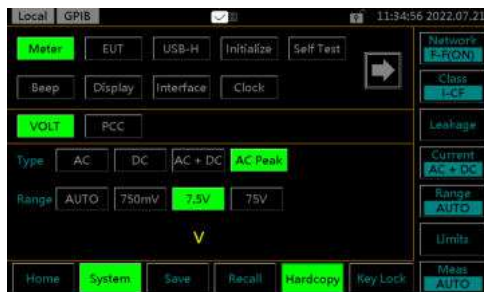 Local GPIB 11:34:56 2022.07.21
Meter EUT USB-H Initialize Self Test
Beep Display Interface Clock
VOLT PCC
Type AC DC AC + DC AC Peak
Range AUTO 750mV 7.5V 75V
V
Home System Save Recall Hardcopy Key Lock
Network
F-F(ON)
Class
I-CF
Leakage
Current
AC + DC
Range
AUTO
Limits
Meas
AUTO